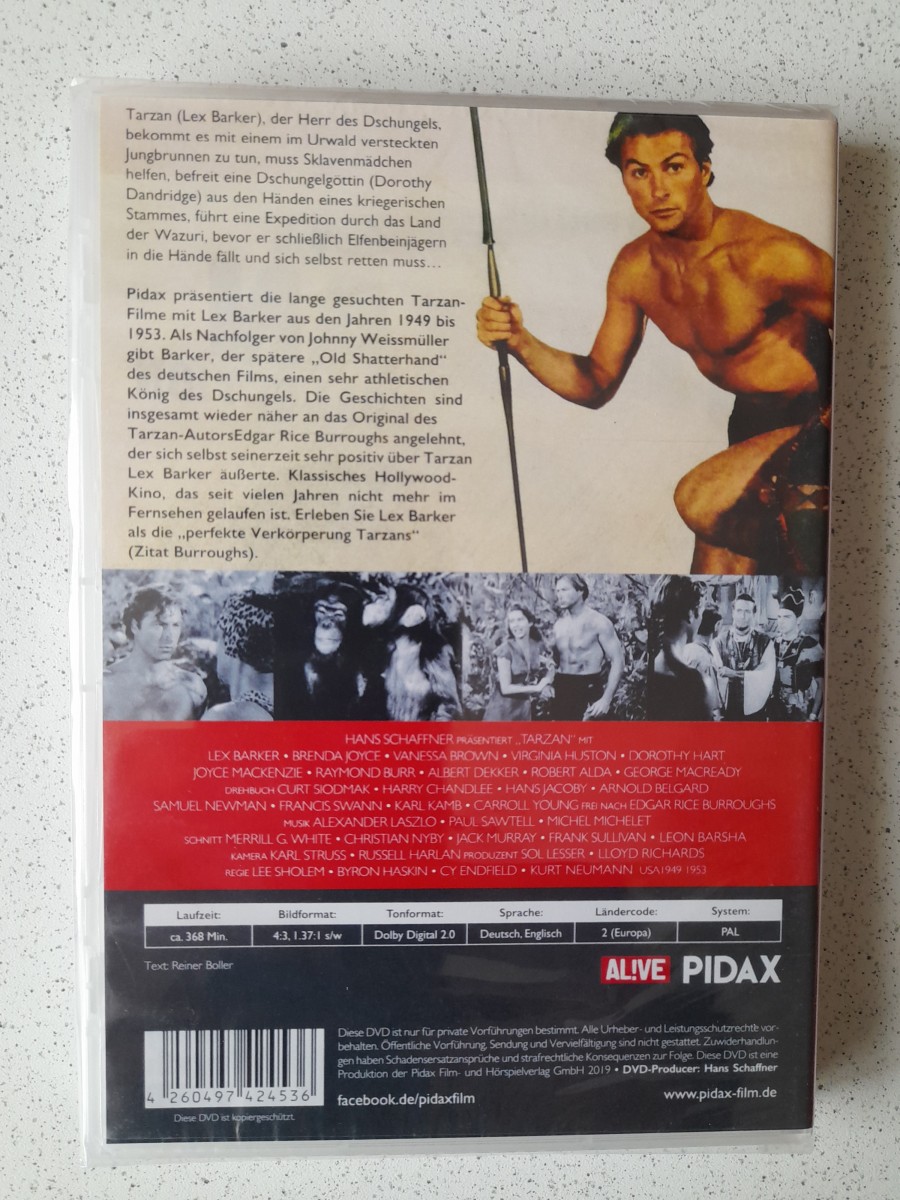 Tarzan (Lex Barker), der Herr des Dschungels,
bekommt es mit einem im Urwald versteckten
Jungbrunnen zu tun, muss Sklavenmädchen
helfen, befreit eine Dschungelgöttin (Dorothy
Dandridge) aus den Händen eines kriegerischen
Stammes, führt eine Expedition durch das Land
der Wazuri, bevor er schließlich Elfenbeinjägern
in die Hände fällt und sich selbst retten muss...
Pidax präsentiert die lange gesuchten Tarzan-
Filme mit Lex Barker aus den Jahren 1949 bis
1953. Als Nachfolger von Johnny Weissmüller
gibt Barker, der spätere „Old Shatterhand“
des deutschen Films, einen sehr athletischen
König des Dschungels. Die Geschichten sind
insgesamt wieder näher an das Original des
Tarzan-AutorsEdgar Rice Burroughs angelehnt,
der sich selbst seinerzeit sehr positiv über Tarzan
Lex Barker äußerte. Klassisches Hollywood-
Kino, das seit vielen Jahren nicht mehr im
Fernsehen gelaufen ist. Erleben Sie Lex Barker
als die „perfekte Verkörperung Tarzans“
(Zitat Burroughs).
HANS SCHAFFNER PRÄSENTIERT „TARZAN“ MIT
LEX BARKER • BRENDA JOYCE • VANESSA BROWN • VIRGINIA HUSTON • DOROTHY HART
JOYCE MACKENZIE • RAYMOND BURR • ALBERT DEKKER • ROBERT ALDA • GEORGE MACREADY
DREHBUCH CURT SIODMAK • HARRY CHANDLEE • HANS JACOBY • ARNOLD BELGARD
SAMUEL NEWMAN • FRANCIS SWANN • KARL KAMB • CARROLL YOUNG FREI NACH EDGAR RICE BURROUGHS
MUSIK ALEXANDER LASZLO • PAUL SAWTELL • MICHEL MICHELET
SCHNITT MERRILL G. WHITE • CHRISTIAN NYBY • JACK MURRAY • FRANK SULLIVAN • LEON BARSHA
KAMERA KARL STRUSS • RUSSELL HARLAN PRODUZENT SOL LESSER • LLOYD RICHARDS
REGIE LEE SHOLEM • BYRON HASKIN • CY ENDFIELD • KURT NEUMANN USA1949 1953
Laufzeit: Bildformat: Tonformat: Sprache: Ländercode: System:
ca. 368 Min. 4:3, 1.37:1 s/w Dolby Digital 2.0 Deutsch, Englisch 2 (Europa) PAL
Text: Reiner Boller
AL!VE PIDAX
Diese DVD ist nur für private Vorführungen bestimmt. Alle Urheber- und Leistungsschutzrechte vor-
behalten. Öffentliche Vorführung, Sendung und Vervielfältigung sind nicht gestattet. Zuwiderhandlun-
gen haben Schadensersatzansprüche und strafrechtliche Konsequenzen zur Folge. Diese DVD ist eine
Produktion der Pidax Film- und Hörspielverlag GmbH 2019 • DVD-Producer: Hans Schaffner
4 260497 424536
facebook.de/pidaxfilm www.pidax-film.de
Diese DVD ist kopiergeschützt.